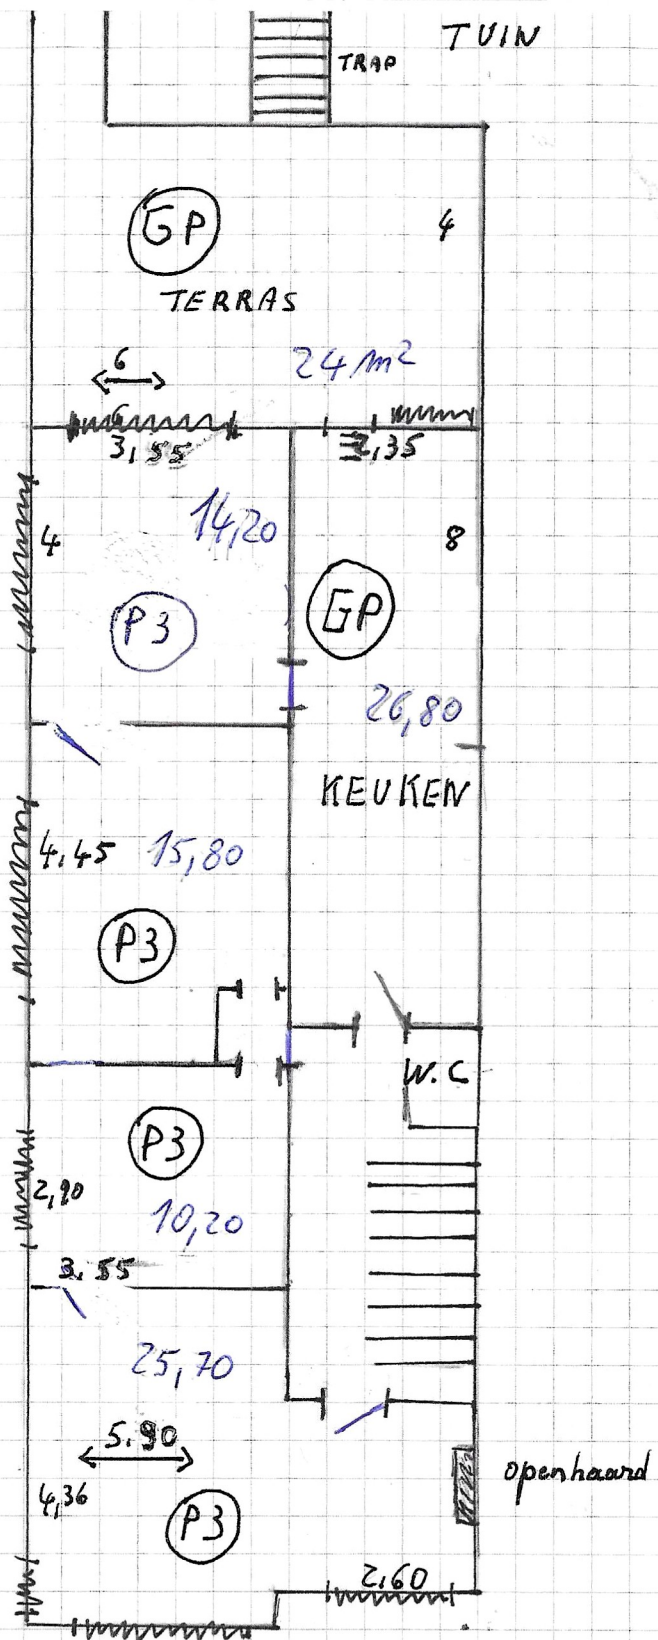 TUIN
TRAP
GP
4
TERRAS
6
24 m²
3,55
2,35
14,20
4
8
P3
GP
26,80
KEUKEN
4,45
15,80
P3
W.C
P3
2,90
10,20
3.55
25,70
5.90
openhaard
4,36
P3
2.60